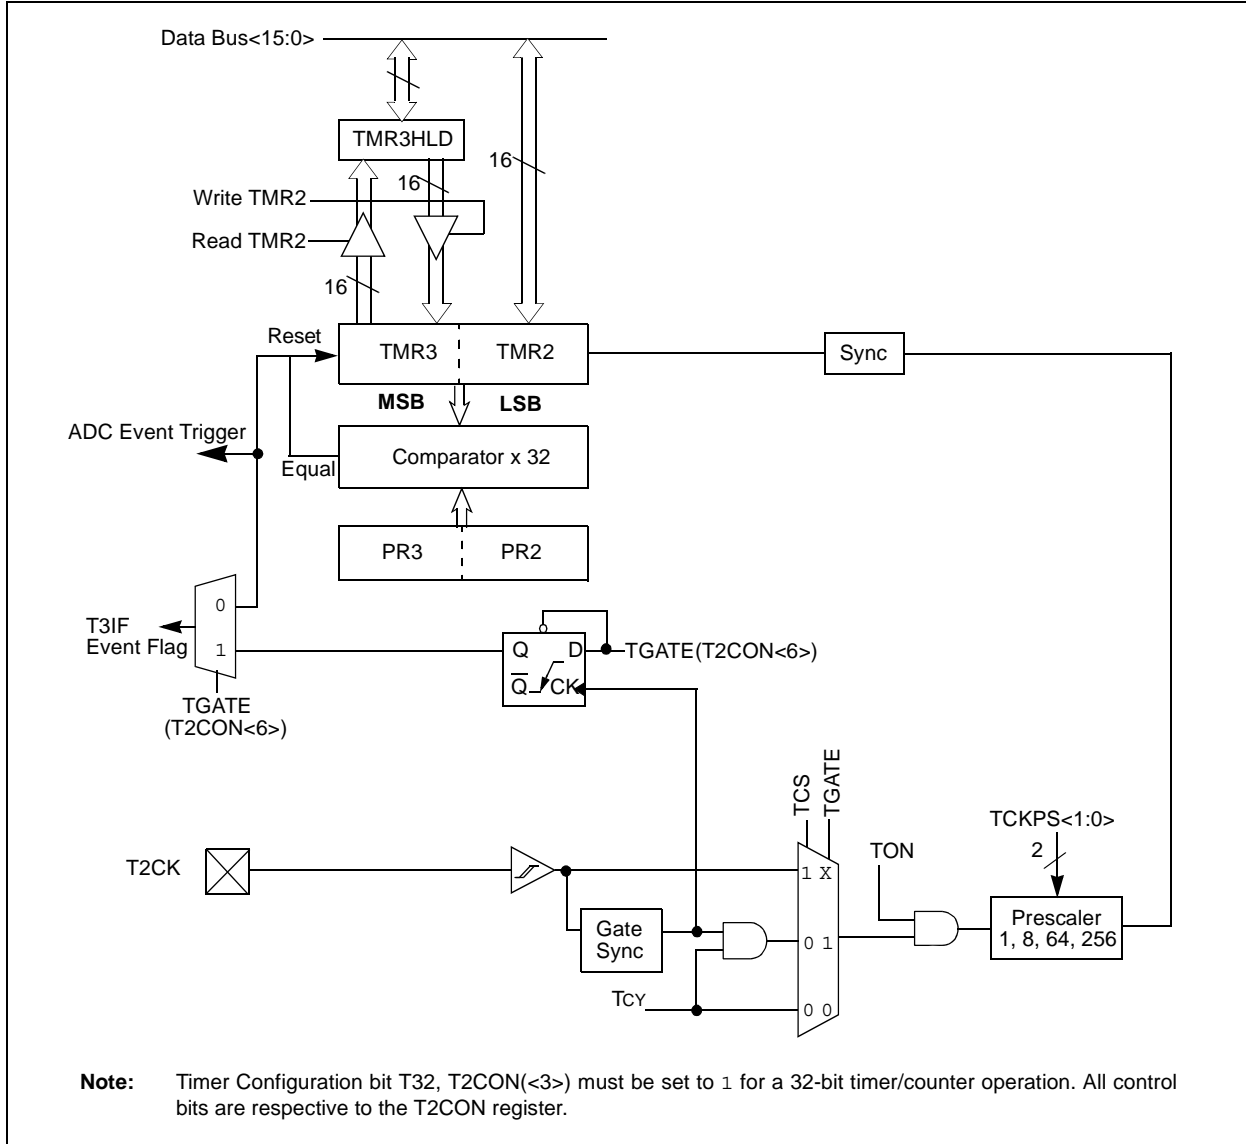 Data Bus<15:0>
TMR3HLD
16
16
Write TMR2
Read TMR2
16
Reset
TMR3
TMR2
Sync
MSB
LSB
ADC Event Trigger
Equal
Comparator x 32
PR3
PR2
0
1
T3IF
Event Flag
Q
D
TGATE(T2CON<6>)
Q
CK
TGATE
(T2CON<6>)
TCS
TGATE
TCKPS<1:0>
2
TON
T2CK
1 X
Gate
Sync
0 1
Prescaler
1, 8, 64, 256
TCY
0 0
Note: Timer Configuration bit T32, T2CON(<3>) must be set to 1 for a 32-bit timer/counter operation. All control
bits are respective to the T2CON register.